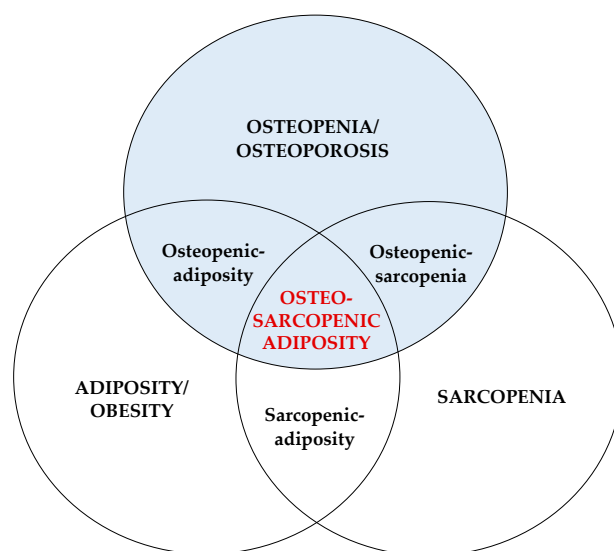 OSTEOPENIA/
OSTEOPOROSIS
Osteopenic-
adiposity
Osteopenic-
sarcopenia
OSTEO-
SARCOPENIC
ADIPOSITY
ADIPOSITY/
OBESITY
Sarcopenic-
adiposity
SARCOPENIA